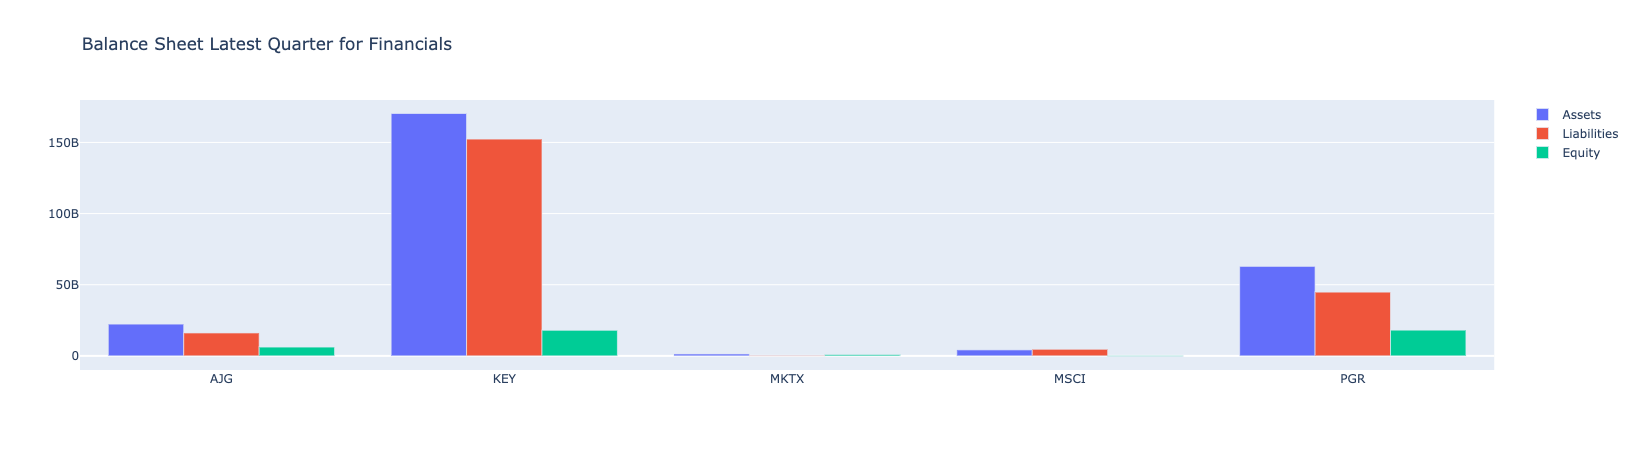 Balance Sheet Latest Quarter for Financials
150B
100B
50B
0
AJG
KEY
MKTX
MSCI
PGR
Assets
Liabilities
Equity